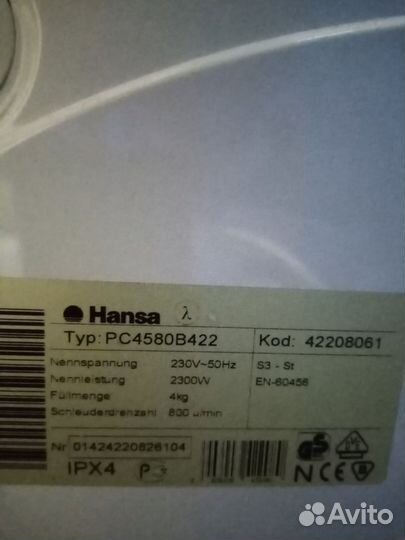 Hansa λ
Typ: PC4580B422 Kod: 42208061
Nennspannung 230V~50Hz S3 - St
Nennleistung 2300W EN-60456
Füllmenge 4kg
Schleuderdrehzahl 800 u/min
Nr 01424220826104
IPX4 N CE
Avito